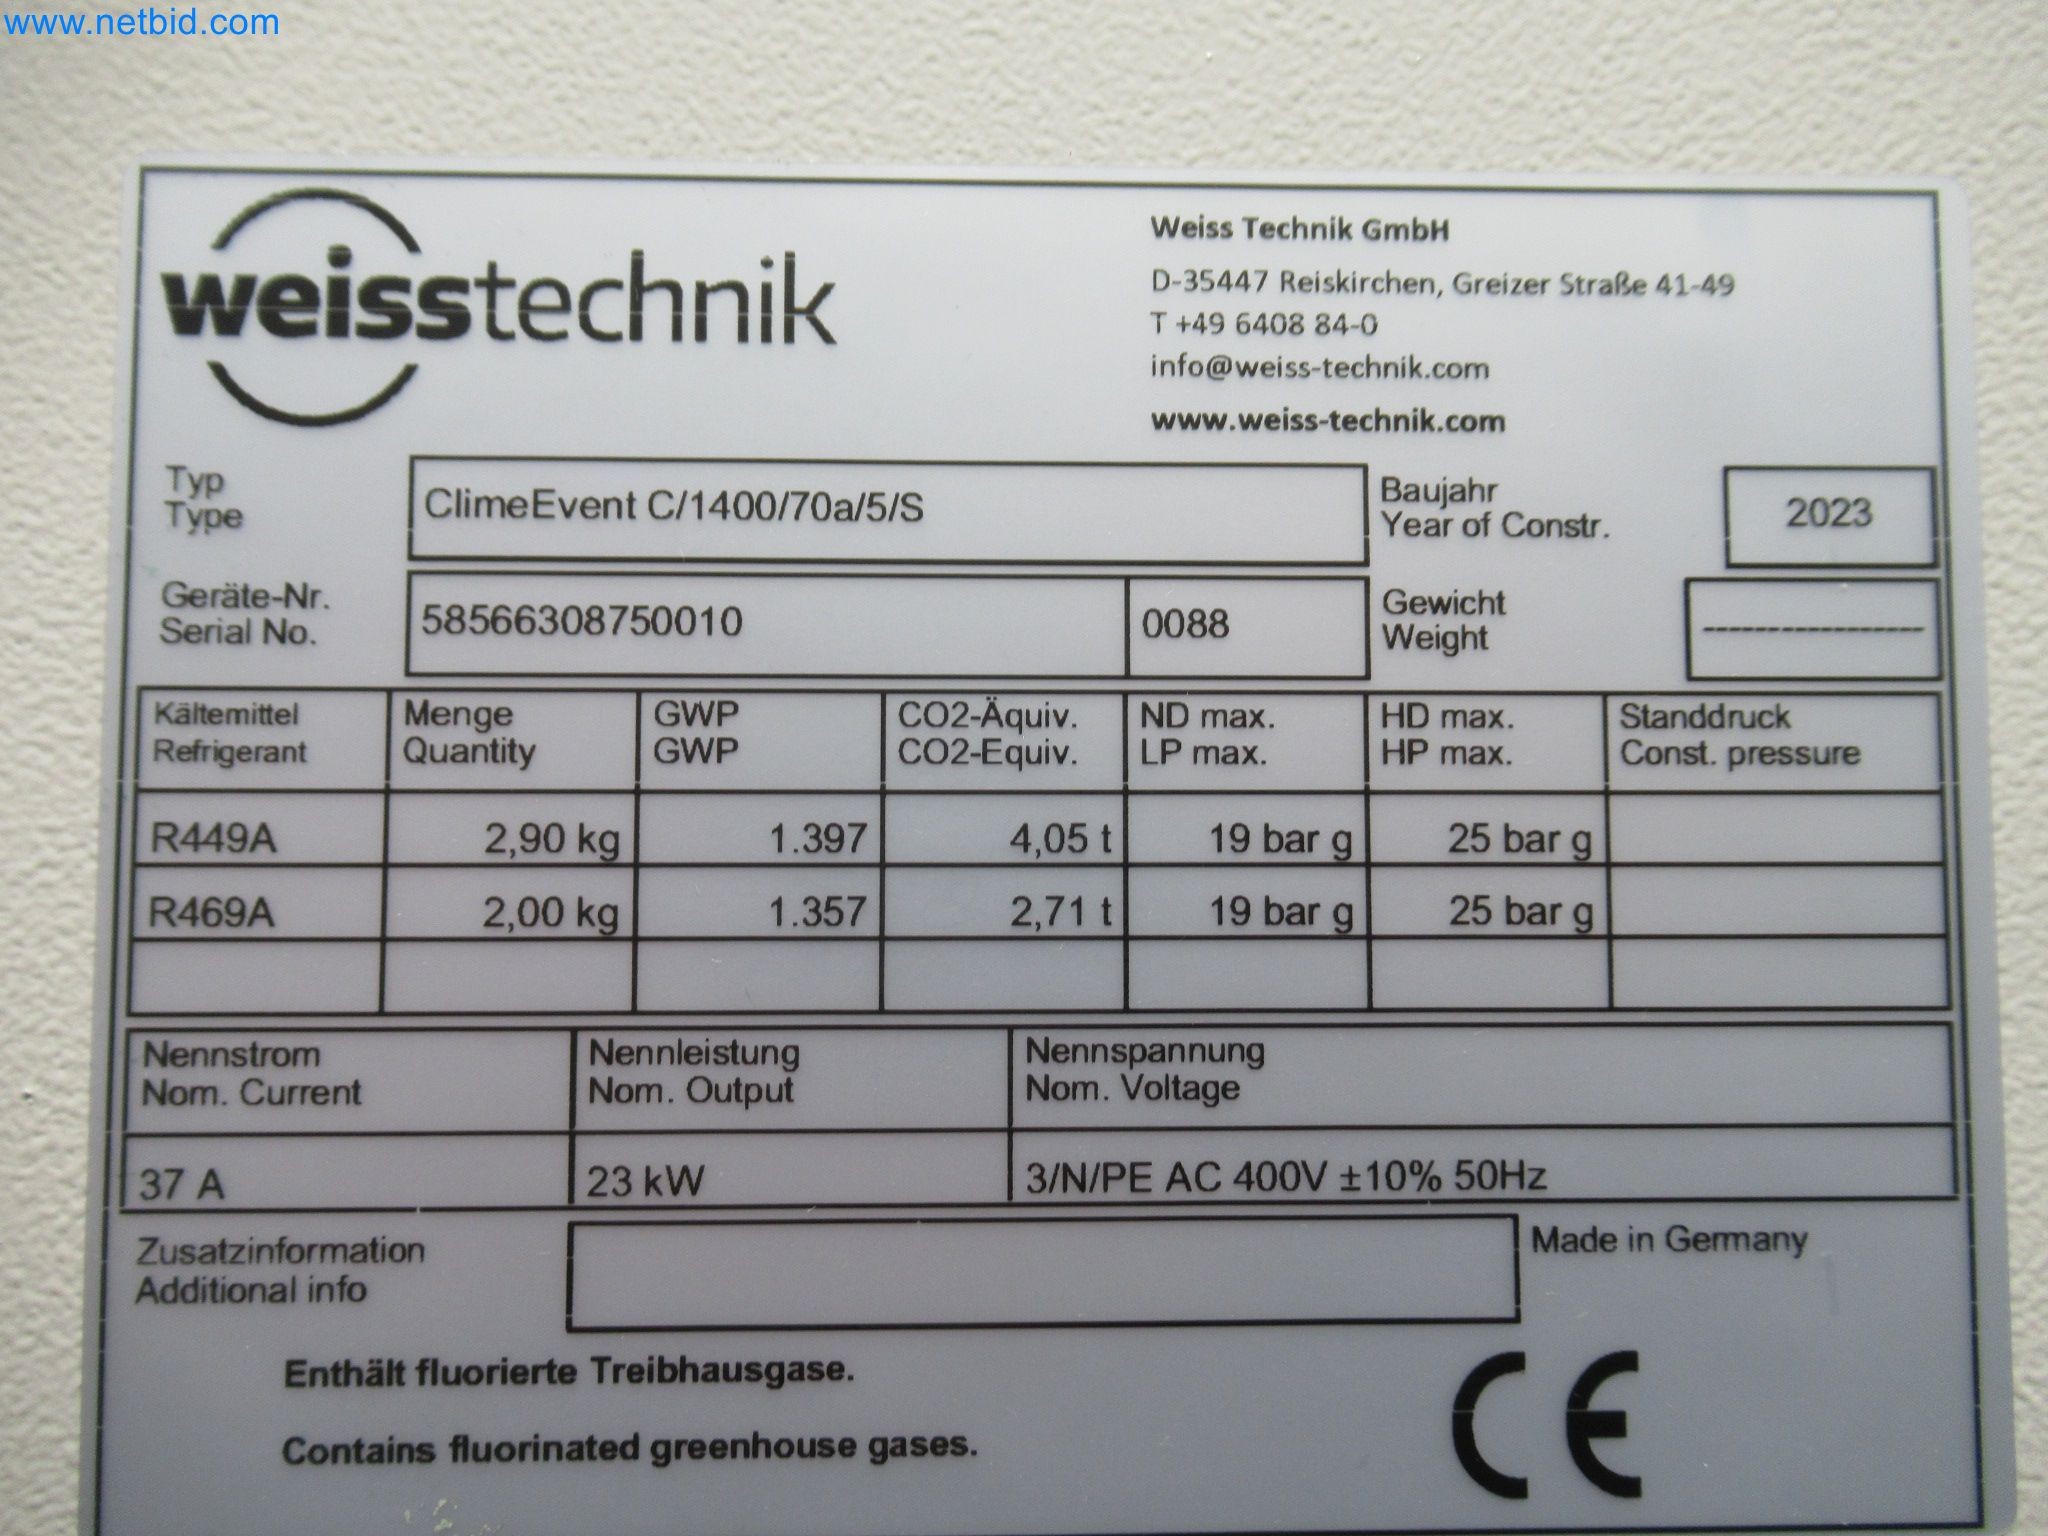 www.netbid.com
weisstechnik
Weiss Technik GmbH
D-35447 Reiskirchen, Greizer Straße 41-49
T +49 6408 84-0
info@weiss-technik.com
www.weiss-technik.com
Typ
Type
ClimeEvent C/1400/70a/5/S
Baujahr
Year of Constr.
2023
Geräte-Nr.
Serial No.
58566308750010 0088
Gewicht
Weight
--------------------
Kältemittel Menge GWP CO2-Äquiv. ND max. HD max. Standdruck
Refrigerant Quantity GWP CO2-Equiv. LP max. HP max. Const. pressure
R449A 2,90 kg 1.397 4,05 t 19 bar g 25 bar g
R469A 2,00 kg 1.357 2,71 t 19 bar g 25 bar g
Nennstrom Nennleistung Nennspannung
Nom. Current Nom. Output Nom. Voltage
37 A 23 kW 3/N/PE AC 400V ±10% 50Hz
Zusatzinformation
Additional info
Made in Germany
Enthält fluorierte Treibhausgase.
Contains fluorinated greenhouse gases.
CE